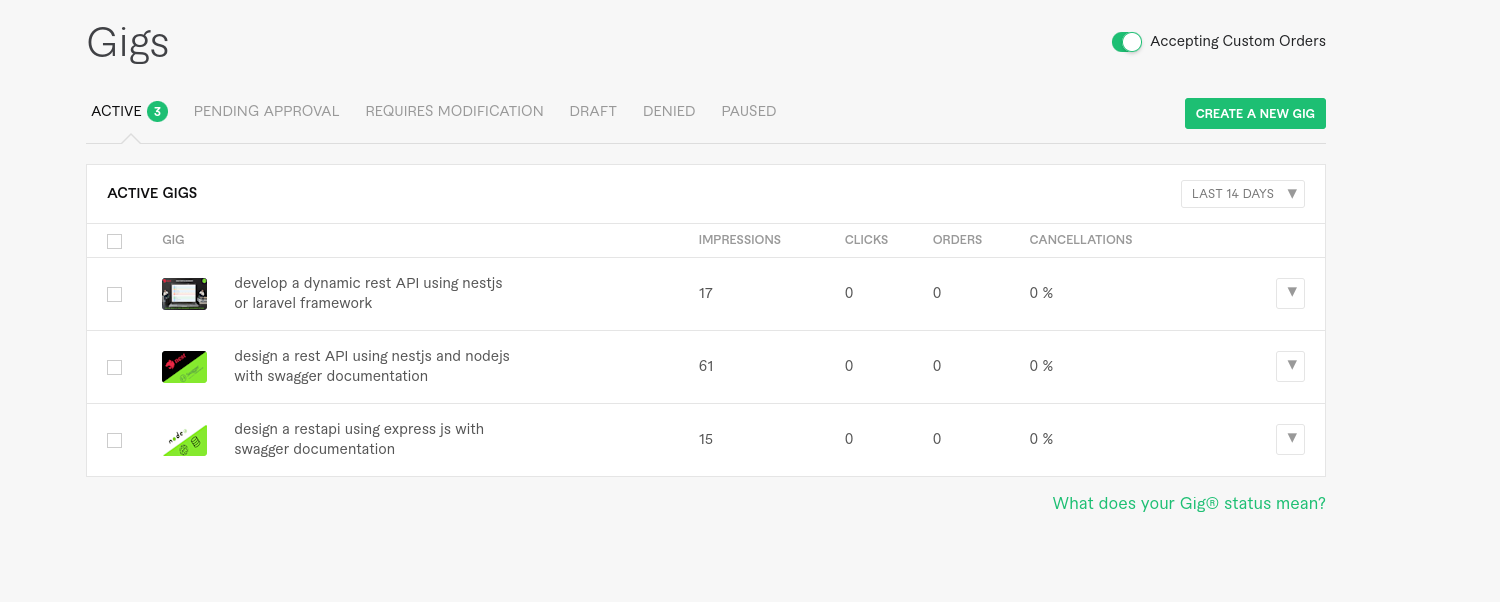 Gigs
Accepting Custom Orders
ACTIVE 3 PENDING APPROVAL REQUIRES MODIFICATION DRAFT DENIED PAUSED
CREATE A NEW GIG
ACTIVE GIGS
LAST 14 DAYS
GIG IMPRESSIONS CLICKS ORDERS CANCELLATIONS
develop a dynamic rest API using nestjs
or laravel framework
17 0 0 0 %
design a rest API using nestjs and nodejs
with swagger documentation
61 0 0 0 %
design a restapi using express js with
swagger documentation
15 0 0 0 %
What does your Gig® status mean?